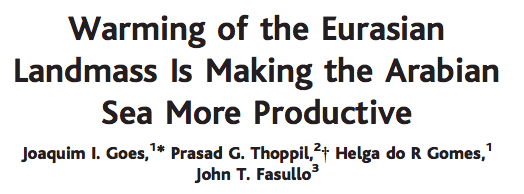 Warming of the Eurasian
Landmass Is Making the Arabian
Sea More Productive
Joaquim I. Goes,¹* Prasad G. Thoppil,²† Helga do R Gomes,¹
John T. Fasullo³